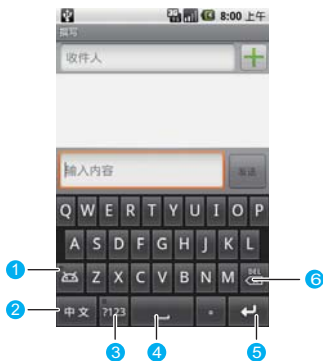 3G 8:00 上午
撰写
收件人
输入内容 发送
Q W E R T Y U I O P
A S D F G H J K L
1 Z X C V B N M DEL 6
2 中文 ?123 .
3 4 5